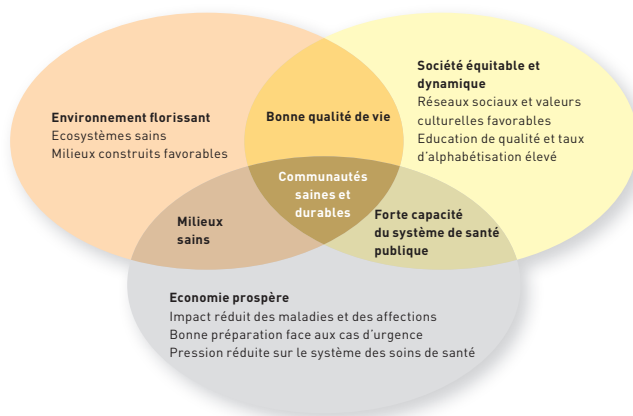 Environnement florissant
Ecosystèmes sains
Milieux construits favorables
Bonne qualité de vie
Société équitable et
dynamique
Réseaux sociaux et valeurs
culturelles favorables
Education de qualité et taux
d'alphabétisation élevé
Communautés
saines et
durables
Milieux
sains
Forte capacité
du système de santé
publique
Economie prospère
Impact réduit des maladies et des affections
Bonne préparation face aux cas d'urgence
Pression réduite sur le système des soins de santé